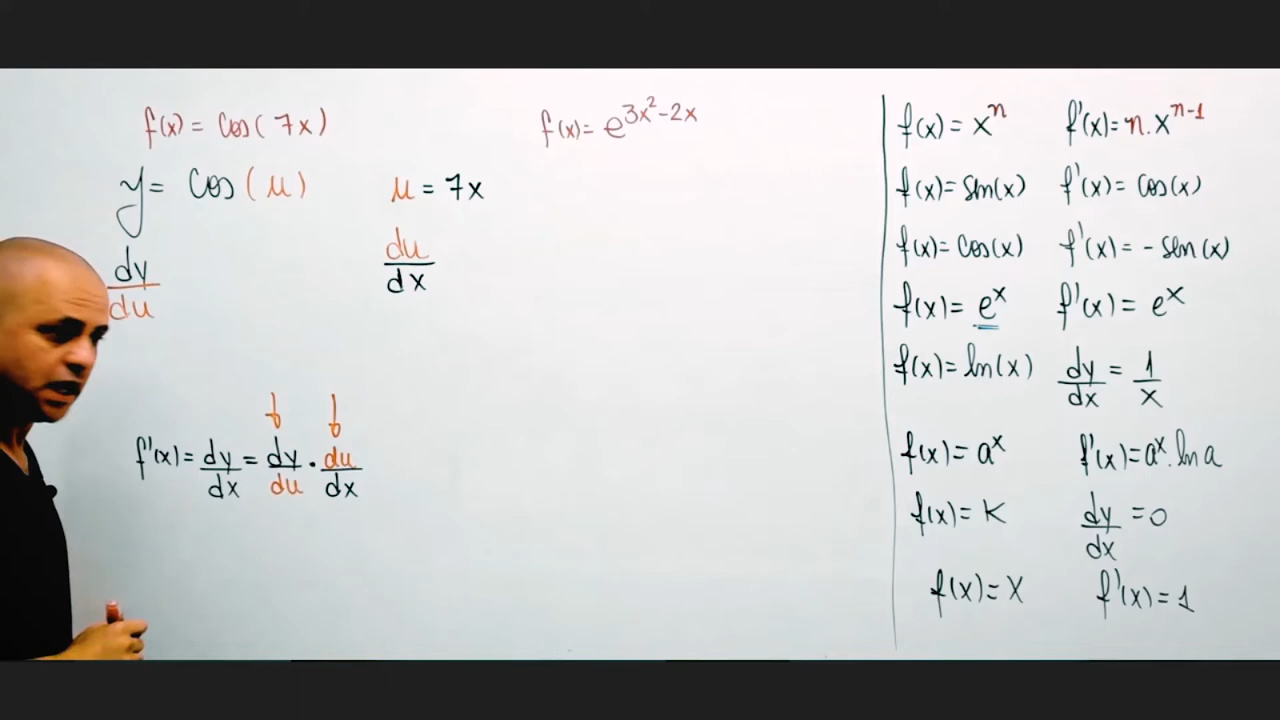 f(x) = cos(7x)
y = cos(μ)
μ = 7x
dy/du
du/dx
f'(x) = dy/dx = dy/du · du/dx
f(x) = e^{3x²-2x}
f(x) = x^n f'(x) = n.x^{n-1}
f(x) = sen(x) f'(x) = cos(x)
f(x) = cos(x) f'(x) = -sen(x)
f(x) = e^x f'(x) = e^x
f(x) = ln(x) dy/dx = 1/x
f(x) = a^x f'(x) = a^x.ln a
f(x) = K dy/dx = 0
f(x) = x f'(x) = 1